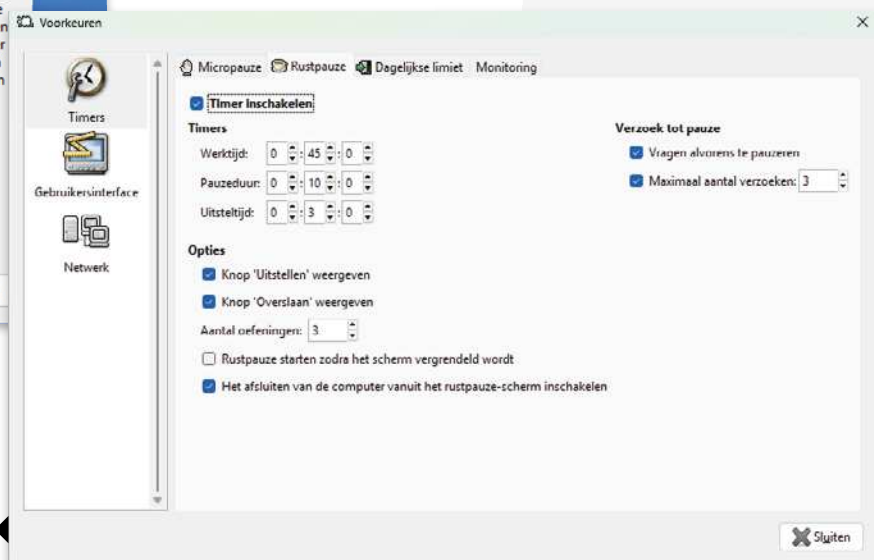 Voorkeuren
Timers
Gebruikersinterface
Netwerk
Micropauze Rustpauze Dagelijkse limiet Monitoring
Timer inschakelen
Timers
Werktijd: 0 : 45 : 0
Pauzeduur: 0 : 10 : 0
Uitsteltijd: 0 : 3 : 0
Verzoek tot pauze
Vragen alvorens te pauzeren
Maximaal aantal verzoeken: 3
Opties
Knop 'Uitstellen' weergeven
Knop 'Overslaan' weergeven
Aantal oefeningen: 3
Rustpauze starten zodra het scherm vergrendeld wordt
Het afsluiten van de computer vanuit het rustpauze-scherm inschakelen
Sluiten